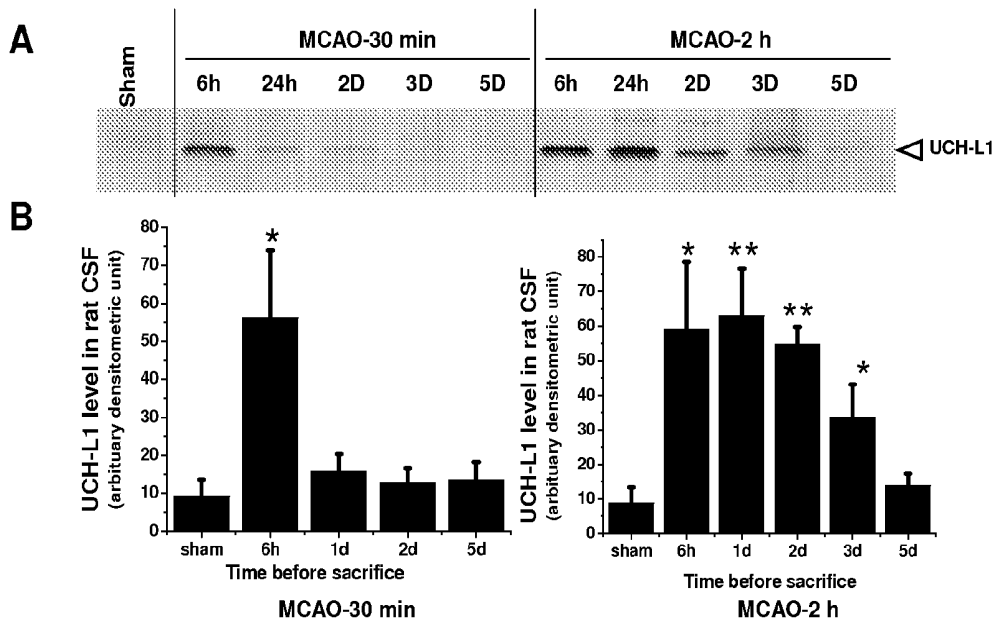 A
MCAO-30 min
MCAO-2 h
Sham
6h 24h 2D 3D 5D
6h 24h 2D 3D 5D
UCH-L1
B
UCH-L1 level in rat CSF
(arbituary densitometric unit)
80
70
60
50
40
30
20
10
0
*
sham 6h 1d 2d 5d
Time before sacrifice
MCAO-30 min
UCH-L1 level in rat CSF
(arbituary densitometric unit)
80
70
60
50
40
30
20
10
0
* ** ** *
sham 6h 1d 2d 3d 5d
Time before sacrifice
MCAO-2 h